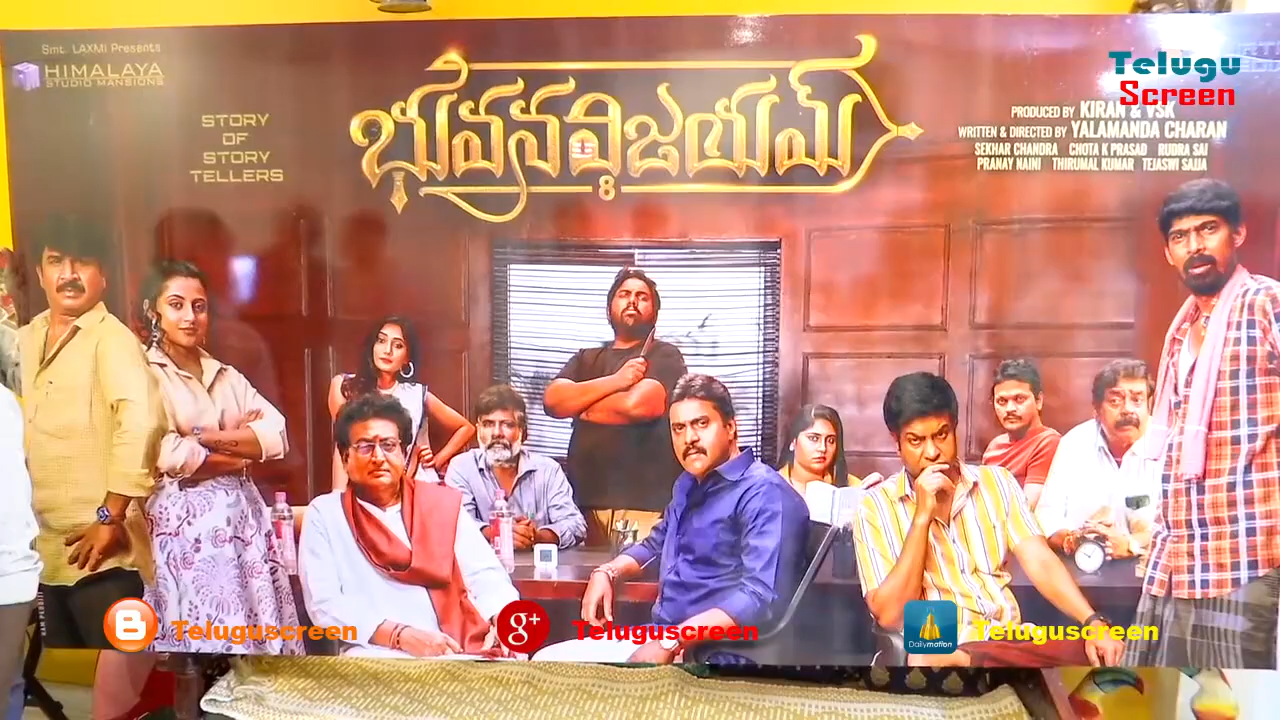 Smt. LAXMI Presents
HIMALAYA
STUDIO MANSIONS
STORY
OF
STORY
TELLERS
భువనవిజయమ్
8
Telugu
Screen
PRODUCED BY KIRAN & VSK
WRITTEN & DIRECTED BY YALAMANDA CHARAN
SEKHAR CHANDRA CHOTA K PRASAD RUDRA SAI
PRANAY NAINI THIRUMAL KUMAR TEJASWI SAJJA
Teluguscreen
g+
Teluguscreen
Dailymotion
Teluguscreen